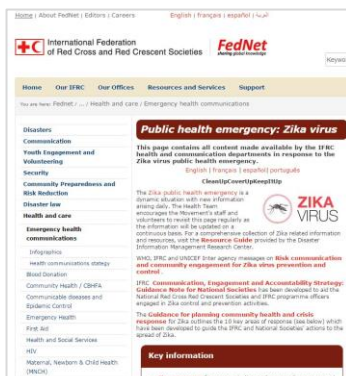 Home | About FedNet | Editors | Careers
English | français | español | العربية
International Federation
of Red Cross and Red Crescent Societies
FedNet
sharing global knowledge
Keywo
Home Our IFRC Our Offices Resources and Services Support
You are here: Fednet / ... / Health and care / Emergency health communications
Disasters
Communication
Youth Engagement and
Volunteering
Security
Community Preparedness and
Risk Reduction
Disaster law
Health and care
Emergency health
communications
Infographics
Health communications stategy
Blood Donation
Community Health / CBHFA
Communicable diseases and
Epidemic Control
Emergency Health
First Aid
Health and Social Services
HIV
Maternal, Newborn & Child Health
(MNCH)
Public health emergency: Zika virus
This page contains all content made available by the IFRC
health and communication departments in response to the
Zika virus public health emergency.
English | français | español | português
CleanUpCoverUpKeepItUp
The Zika public health emergency is a
dynamic situation with new information
arising daily. The Health Team
encourages the Movement's staff and
volunteers to revisit this page regularly as
the information will be updated on a
continuous basis. For a comprehensive collection of Zika related information
and resources, visit the Resource Guide provided by the Disaster
Information Management Research Center.
ZIKA
VIRUS
WHO, IFRC and UNICEF Inter agency messages on Risk communication
and community engagement for Zika virus prevention and
control.
IFRC Communication, Engagement and Accountability Strategy:
Guidance Note for National Societies has been developed to aid the
National Red Cross Red Crescent Societies and IFRC programme officers
engaged in Zika control and prevention activities.
The Guidance for planning community health and crisis
response for Zika outlines the 10 key areas of response (see below) which
have been developed to guide the IFRC and National Societies' actions to the
spread of Zika.
Key information